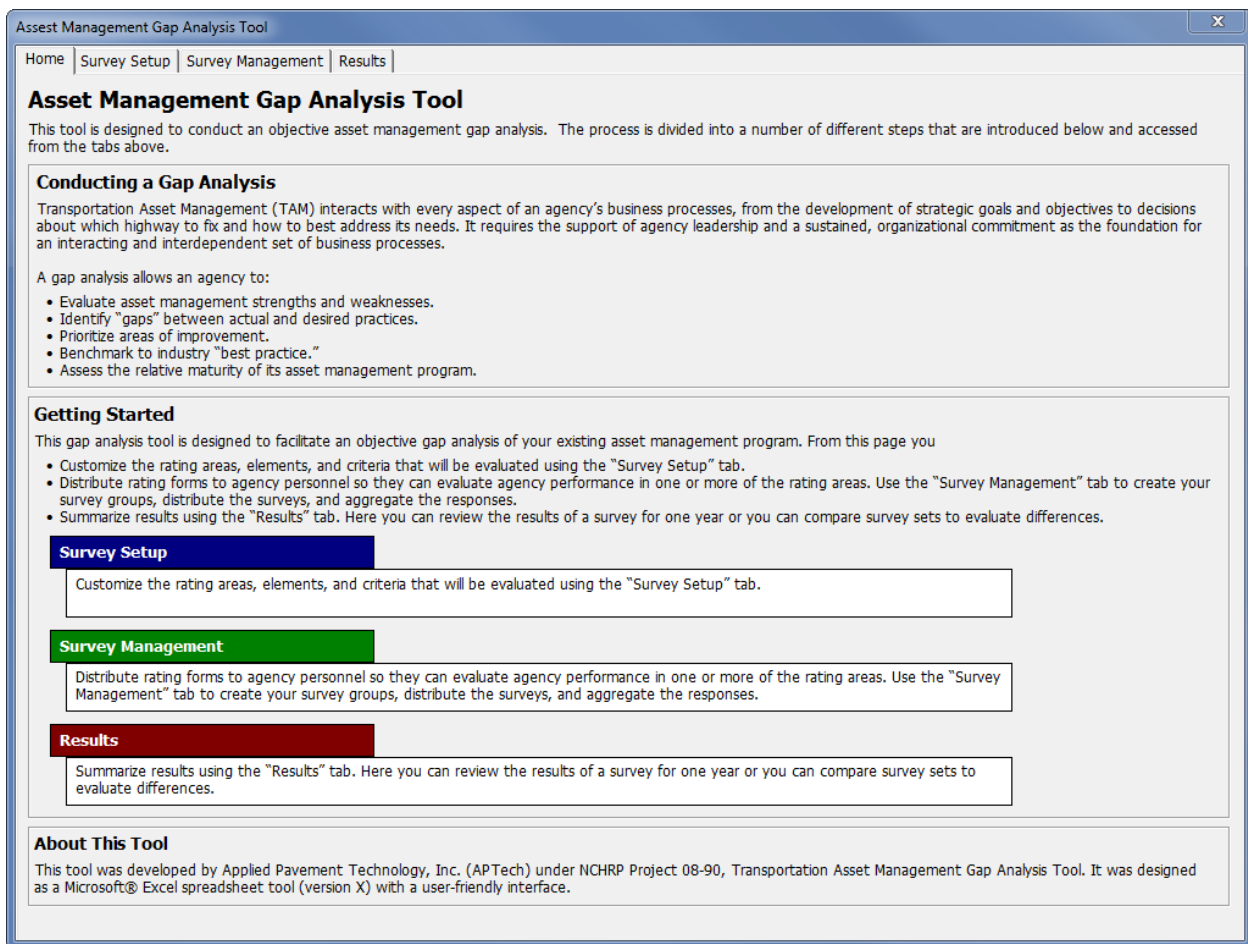 Assest Management Gap Analysis Tool
X
Home Survey Setup Survey Management Results
Asset Management Gap Analysis Tool
This tool is designed to conduct an objective asset management gap analysis. The process is divided into a number of different steps that are introduced below and accessed
from the tabs above.
Conducting a Gap Analysis
Transportation Asset Management (TAM) interacts with every aspect of an agency's business processes, from the development of strategic goals and objectives to decisions
about which highway to fix and how to best address its needs. It requires the support of agency leadership and a sustained, organizational commitment as the foundation for
an interacting and interdependent set of business processes.
A gap analysis allows an agency to:
• Evaluate asset management strengths and weaknesses.
• Identify "gaps" between actual and desired practices.
• Prioritize areas of improvement.
• Benchmark to industry "best practice."
• Assess the relative maturity of its asset management program.
Getting Started
This gap analysis tool is designed to facilitate an objective gap analysis of your existing asset management program. From this page you
• Customize the rating areas, elements, and criteria that will be evaluated using the "Survey Setup" tab.
• Distribute rating forms to agency personnel so they can evaluate agency performance in one or more of the rating areas. Use the "Survey Management" tab to create your
survey groups, distribute the surveys, and aggregate the responses.
• Summarize results using the "Results" tab. Here you can review the results of a survey for one year or you can compare survey sets to evaluate differences.
Survey Setup
Customize the rating areas, elements, and criteria that will be evaluated using the "Survey Setup" tab.
Survey Management
Distribute rating forms to agency personnel so they can evaluate agency performance in one or more of the rating areas. Use the "Survey
Management" tab to create your survey groups, distribute the surveys, and aggregate the responses.
Results
Summarize results using the "Results" tab. Here you can review the results of a survey for one year or you can compare survey sets to
evaluate differences.
About This Tool
This tool was developed by Applied Pavement Technology, Inc. (APTech) under NCHRP Project 08-90, Transportation Asset Management Gap Analysis Tool. It was designed
as a Microsoft® Excel spreadsheet tool (version X) with a user-friendly interface.